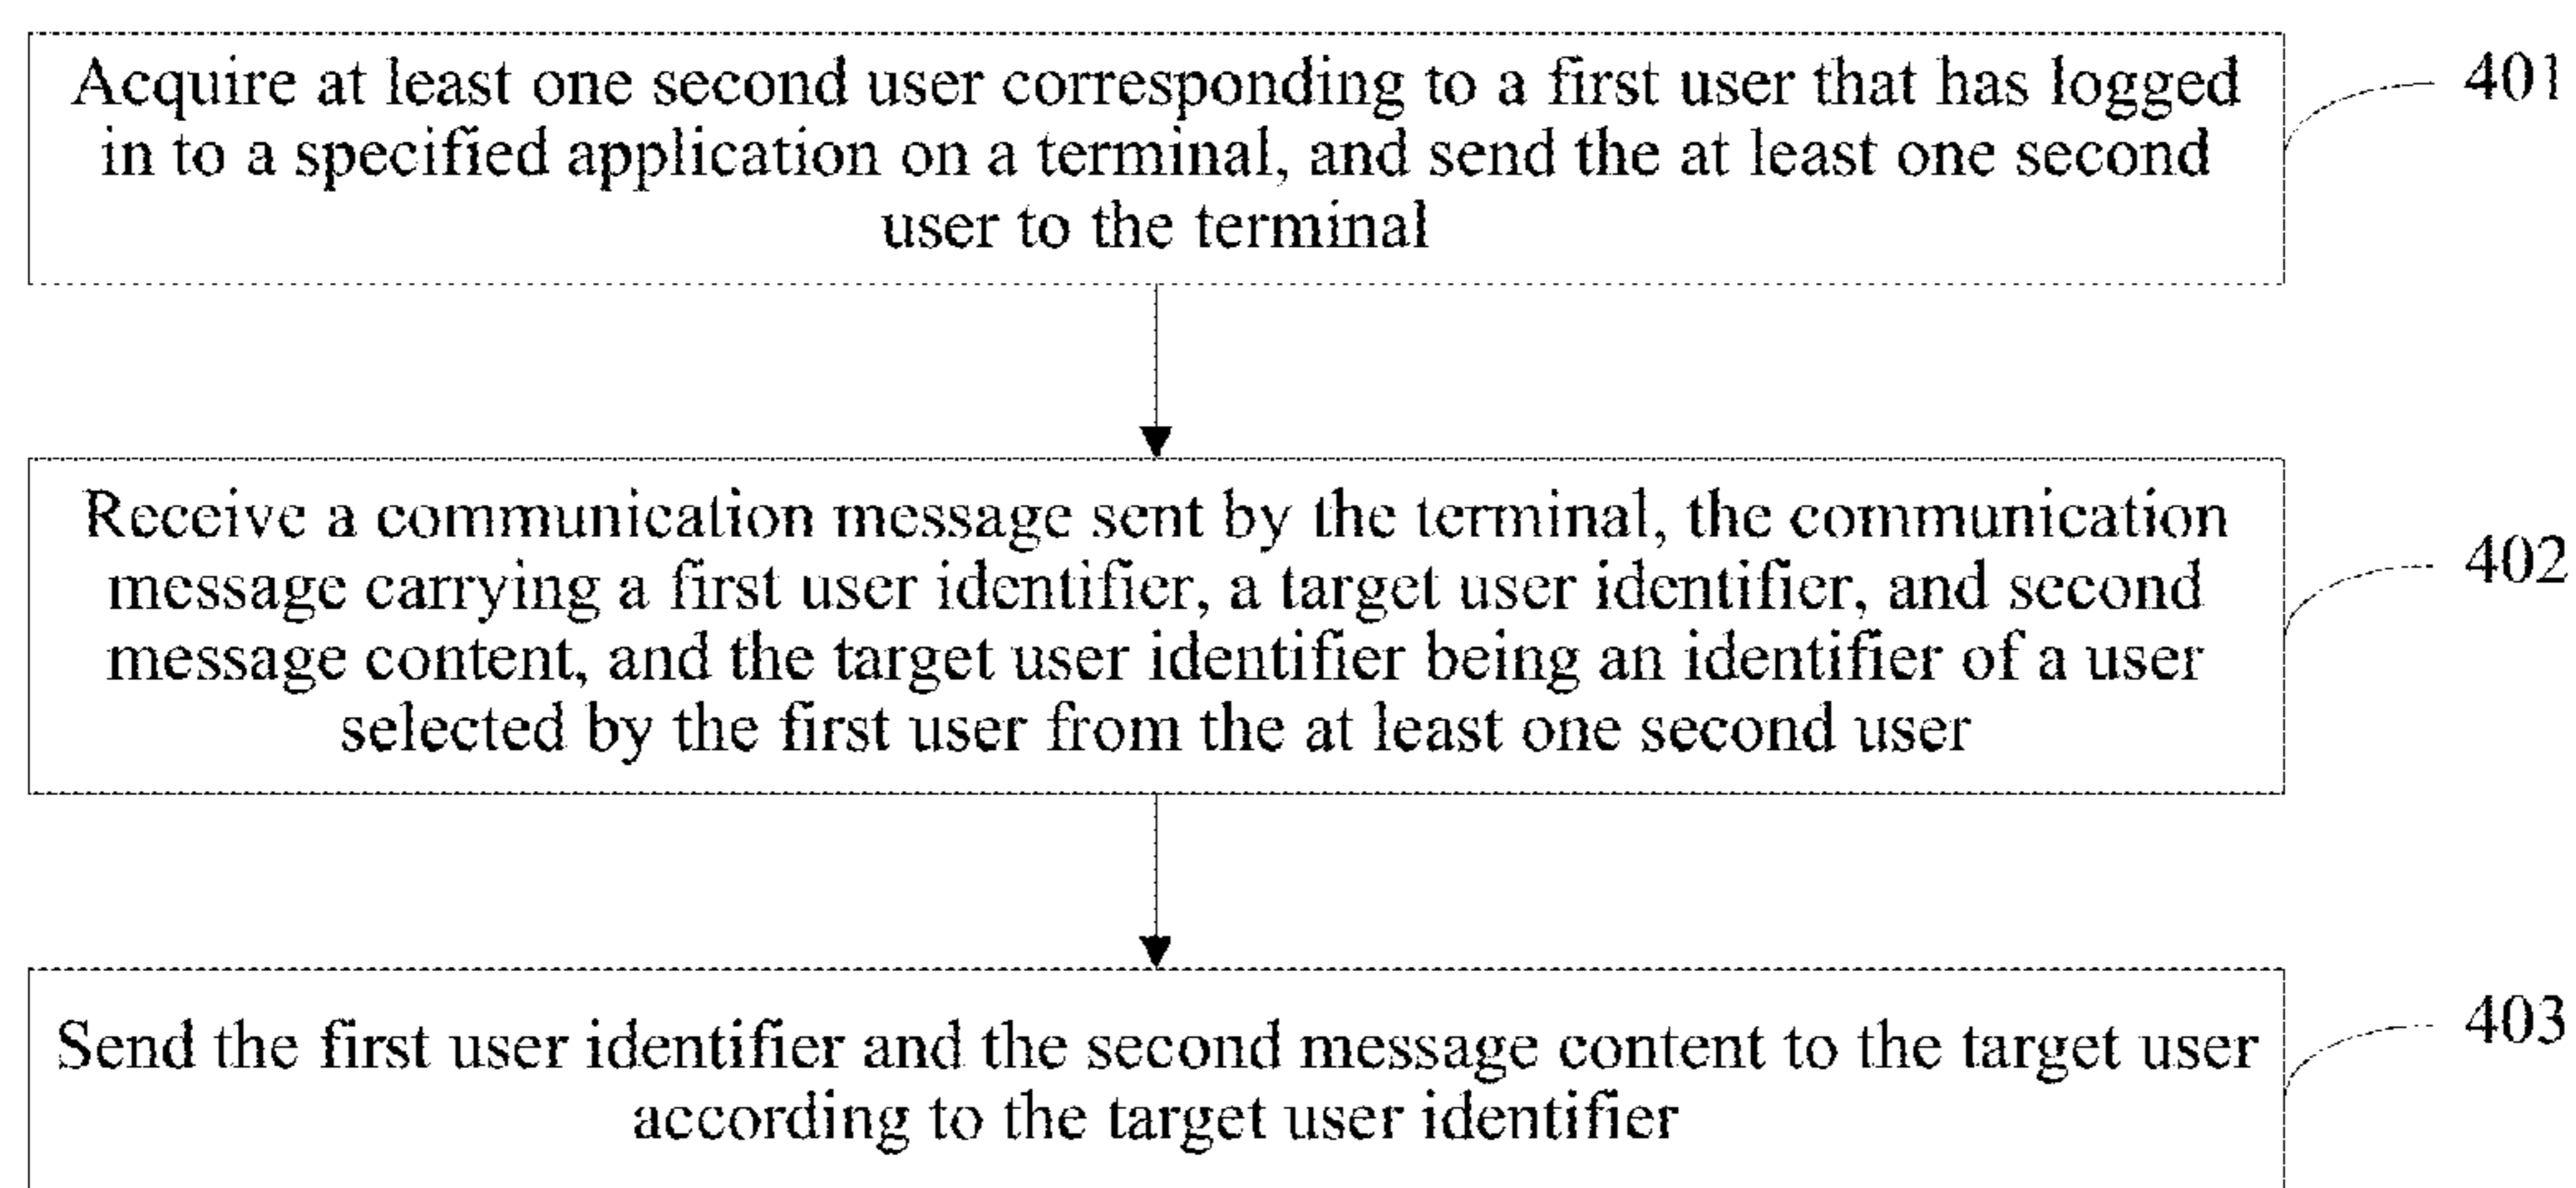 Acquire at least one second user corresponding to a first user that has logged
in to a specified application on a terminal, and send the at least one second
user to the terminal
401
Receive a communication message sent by the terminal, the communication
message carrying a first user identifier, a target user identifier, and second
message content, and the target user identifier being an identifier of a user
selected by the first user from the at least one second user
402
Send the first user identifier and the second message content to the target user
according to the target user identifier
403